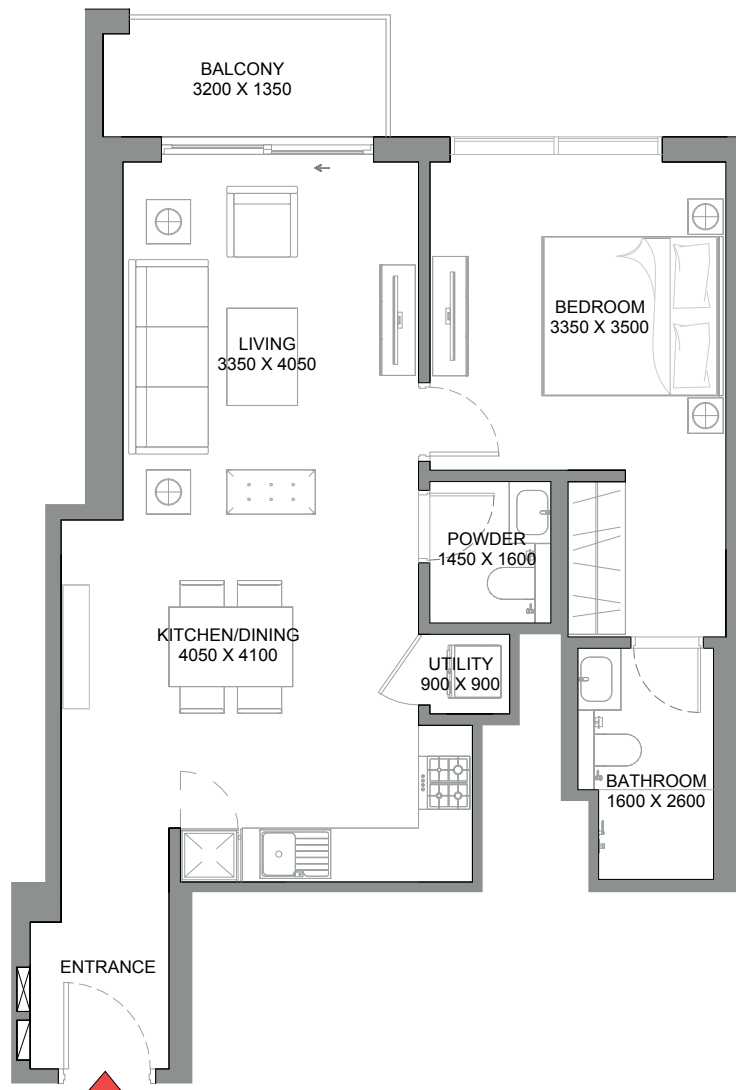 BALCONY
3200 X 1350
LIVING
3350 X 4050
BEDROOM
3350 X 3500
POWDER
1450 X 1600
KITCHEN/DINING
4050 X 4100
UTILITY
900 X 900
BATHROOM
1600 X 2600
ENTRANCE